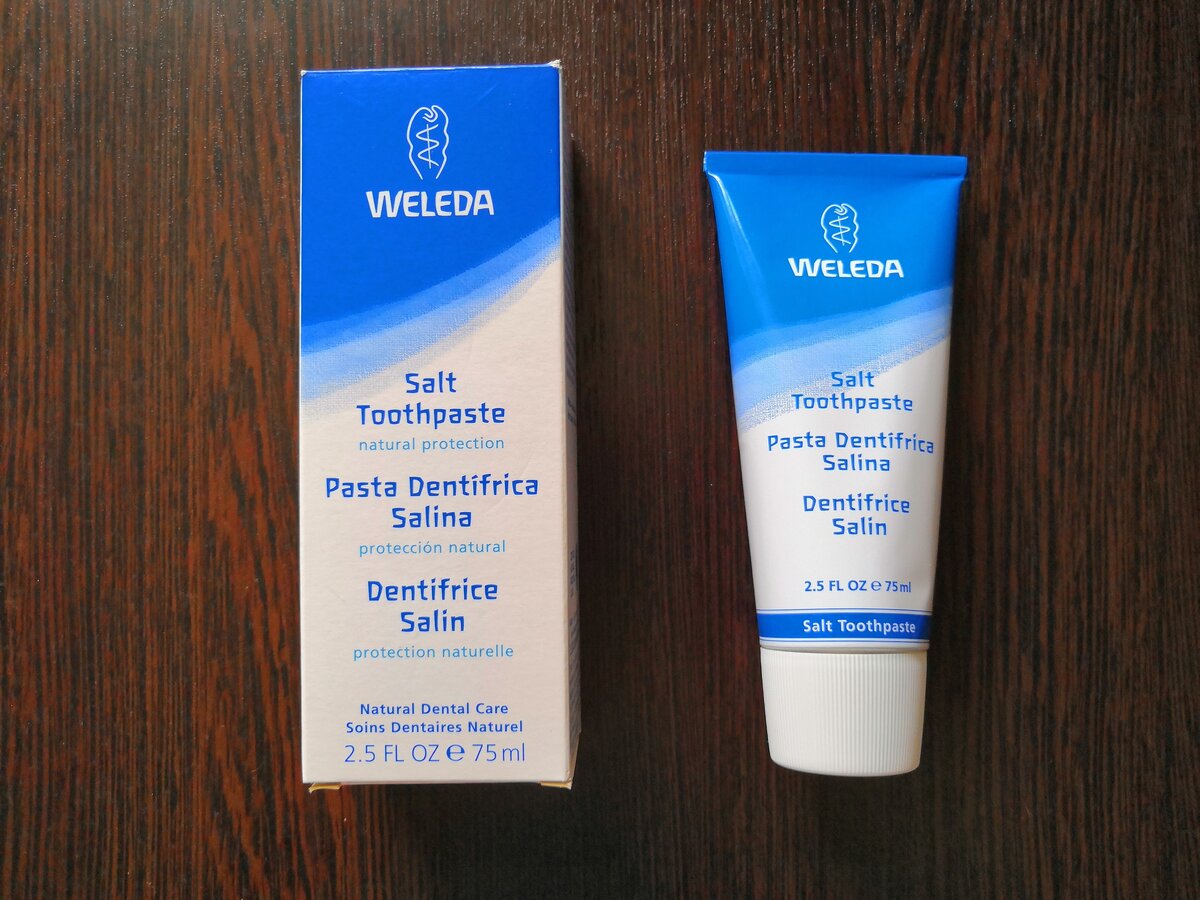 WELEDA
Salt
Toothpaste
natural protection
Pasta Dentífrica
Salina
protección natural
Dentifrice
Salin
protection naturelle
Natural Dental Care
Soins Dentaires Naturel
2.5 FL OZ ℮ 75 ml
WELEDA
Salt
Toothpaste
Pasta Dentífrica
Salina
Dentifrice
Salin
2.5 FL OZ ℮ 75 ml
Salt Toothpaste